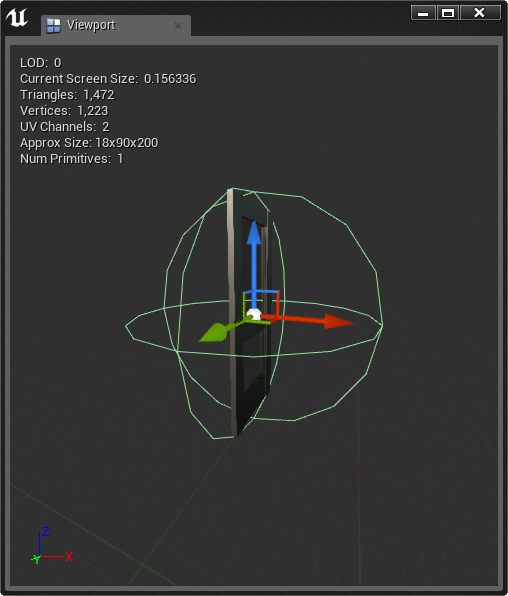 Viewport
LOD: 0
Current Screen Size: 0.156336
Triangles: 1,472
Vertices: 1,223
UV Channels: 2
Approx Size: 18x90x200
Num Primitives: 1
Z
X
Y